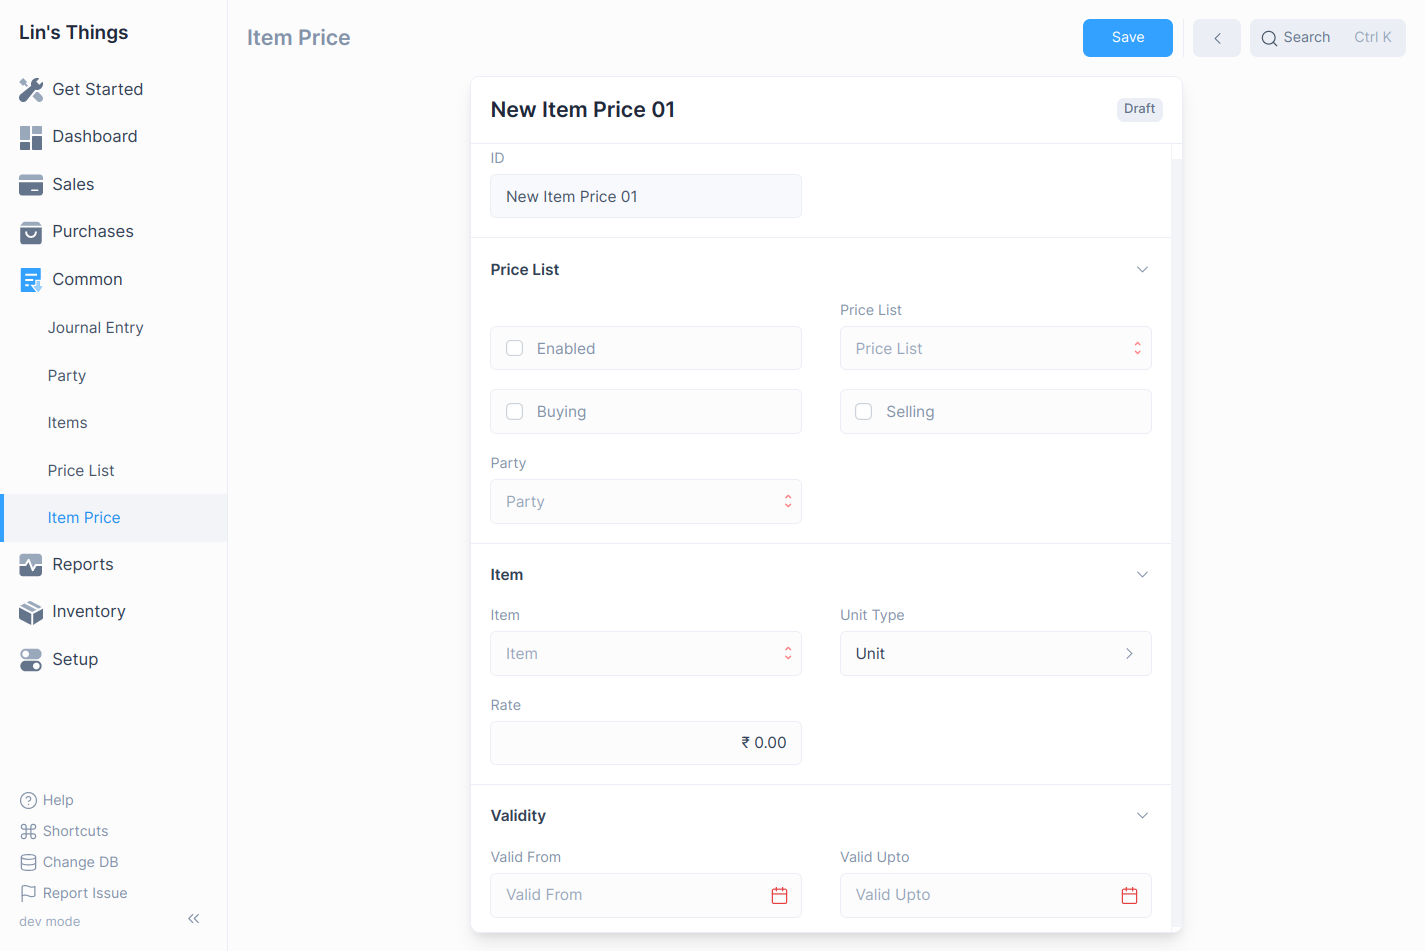 Lin's Things
Get Started
Dashboard
Sales
Purchases
Common
Journal Entry
Party
Items
Price List
Item Price
Reports
Inventory
Setup
Help
Shortcuts
Change DB
Report Issue
dev mode
Item Price
Save
Search Ctrl K
New Item Price 01
Draft
ID
New Item Price 01
Price List
Price List
Enabled
Price List
Buying
Selling
Party
Party
Item
Item
Unit Type
Item
Unit
Rate
₹ 0.00
Validity
Valid From
Valid Upto
Valid From
Valid Upto